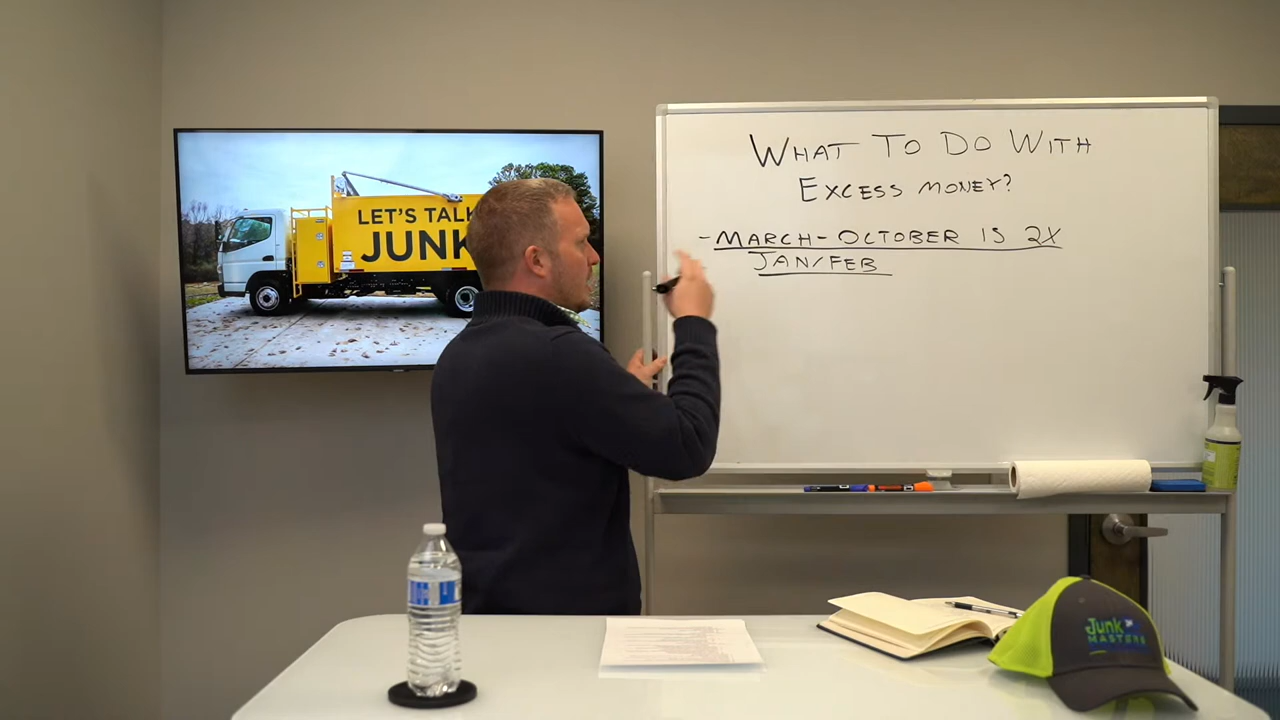 LET'S TALK
JUNK
WHAT TO DO WITH
EXCESS MONEY?
- MARCH - OCTOBER IS 2X
JAN/FEB
Junk
MASTERS